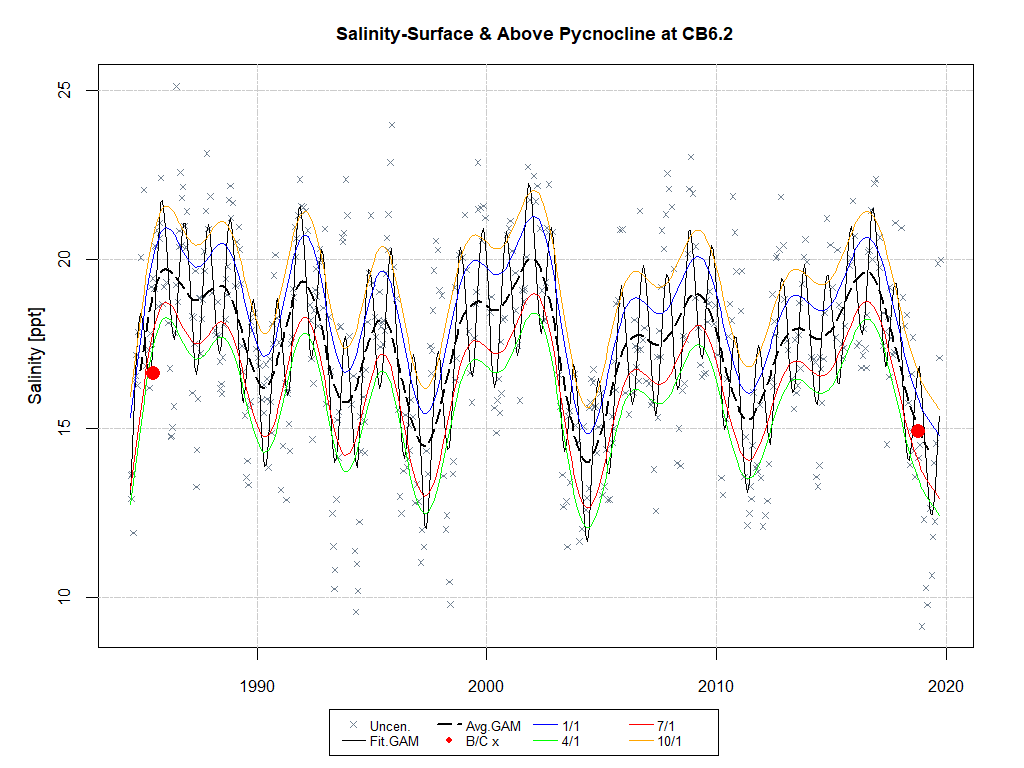 Salinity-Surface & Above Pycnocline at CB6.2
Salinity [ppt]
25
20
15
10
1990 2000 2010 2020
Uncen. Avg.GAM 1/1 7/1
Fit.GAM B/C x 4/1 10/1